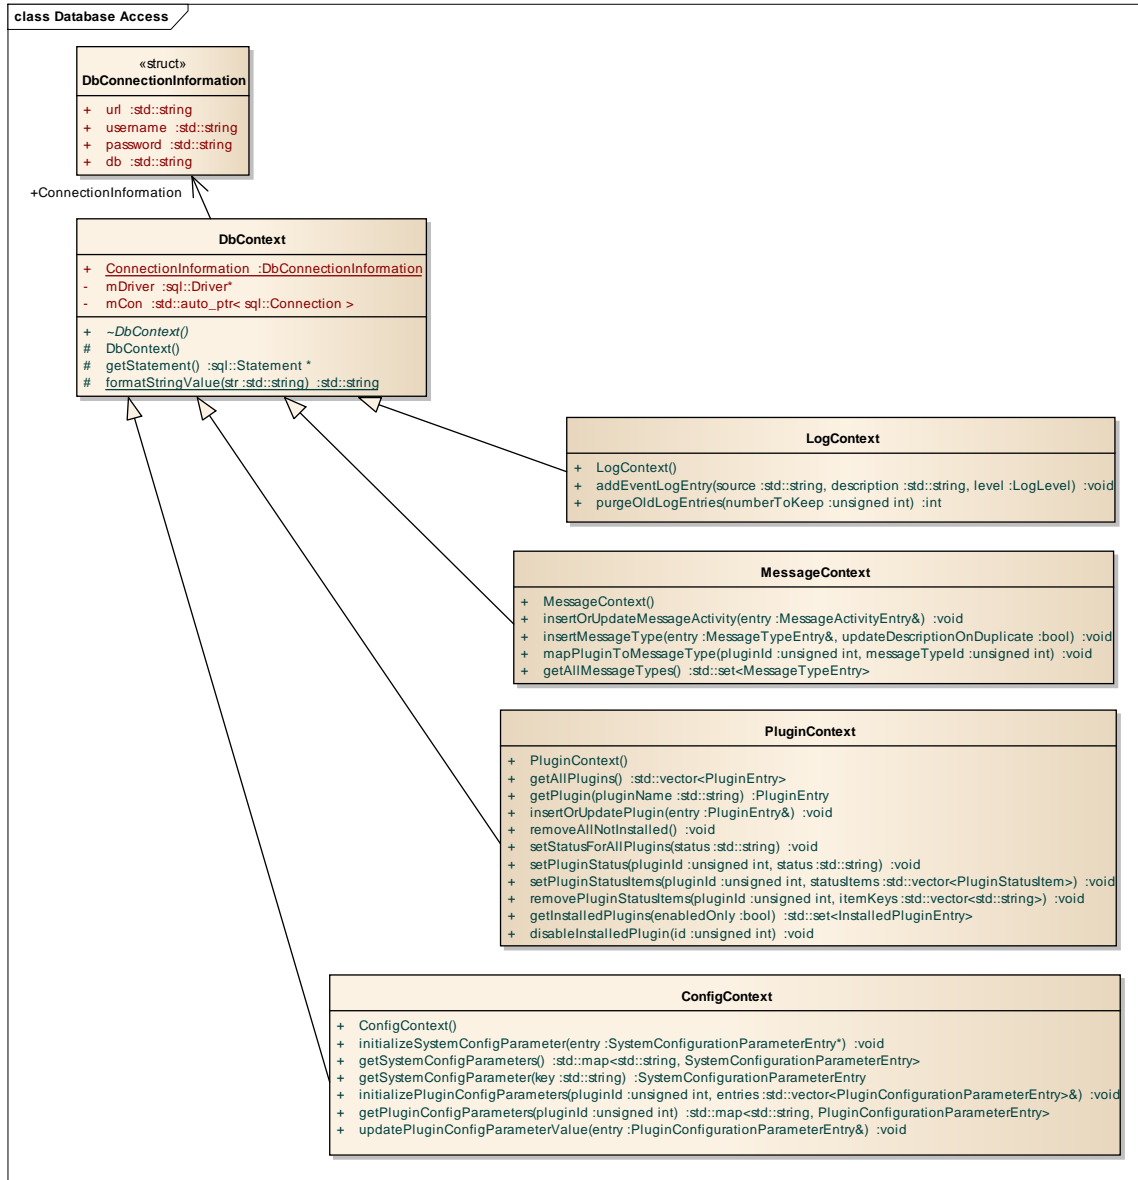 class Database Access
«struct»
DbConnectionInformation
+ url :std::string
+ username :std::string
+ password :std::string
+ db :std::string
+ConnectionInformation
DbContext
+ ConnectionInformation :DbConnectionInformation
- mDriver :sql::Driver*
- mCon :std::auto_ptr< sql::Connection >
+ ~DbContext()
# DbContext()
# getStatement() :sql::Statement *
# formatStringValue(str :std::string) :std::string
LogContext
+ LogContext()
+ addEventLogEntry(source :std::string, description :std::string, level :LogLevel) :void
+ purgeOldLogEntries(numberToKeep :unsigned int) :int
MessageContext
+ MessageContext()
+ insertOrUpdateMessageActivity(entry :MessageActivityEntry&) :void
+ insertMessageType(entry :MessageTypeEntry&, updateDescriptionOnDuplicate :bool) :void
+ mapPluginToMessageType(pluginId :unsigned int, messageTypeId :unsigned int) :void
+ getAllMessageTypes() :std::set<MessageTypeEntry>
PluginContext
+ PluginContext()
+ getAllPlugins() :std::vector<PluginEntry>
+ getPlugin(pluginName :std::string) :PluginEntry
+ insertOrUpdatePlugin(entry :PluginEntry&) :void
+ removeAllNotInstalled() :void
+ setStatusForAllPlugins(status :std::string) :void
+ setPluginStatus(pluginId :unsigned int, status :std::string) :void
+ setPluginStatusItems(pluginId :unsigned int, statusItems :std::vector<PluginStatusItem>) :void
+ removePluginStatusItems(pluginId :unsigned int, itemKeys :std::vector<std::string>) :void
+ getInstalledPlugins(enabledOnly :bool) :std::set<InstalledPluginEntry>
+ disableInstalledPlugin(id :unsigned int) :void
ConfigContext
+ ConfigContext()
+ initializeSystemConfigParameter(entry :SystemConfigurationParameterEntry*) :void
+ getSystemConfigParameters() :std::map<std::string, SystemConfigurationParameterEntry>
+ getSystemConfigParameter(key :std::string) :SystemConfigurationParameterEntry
+ initializePluginConfigParameters(pluginId :unsigned int, entries :std::vector<PluginConfigurationParameterEntry>&) :void
+ getPluginConfigParameters(pluginId :unsigned int) :std::map<std::string, PluginConfigurationParameterEntry>
+ updatePluginConfigParameterValue(entry :PluginConfigurationParameterEntry&) :void